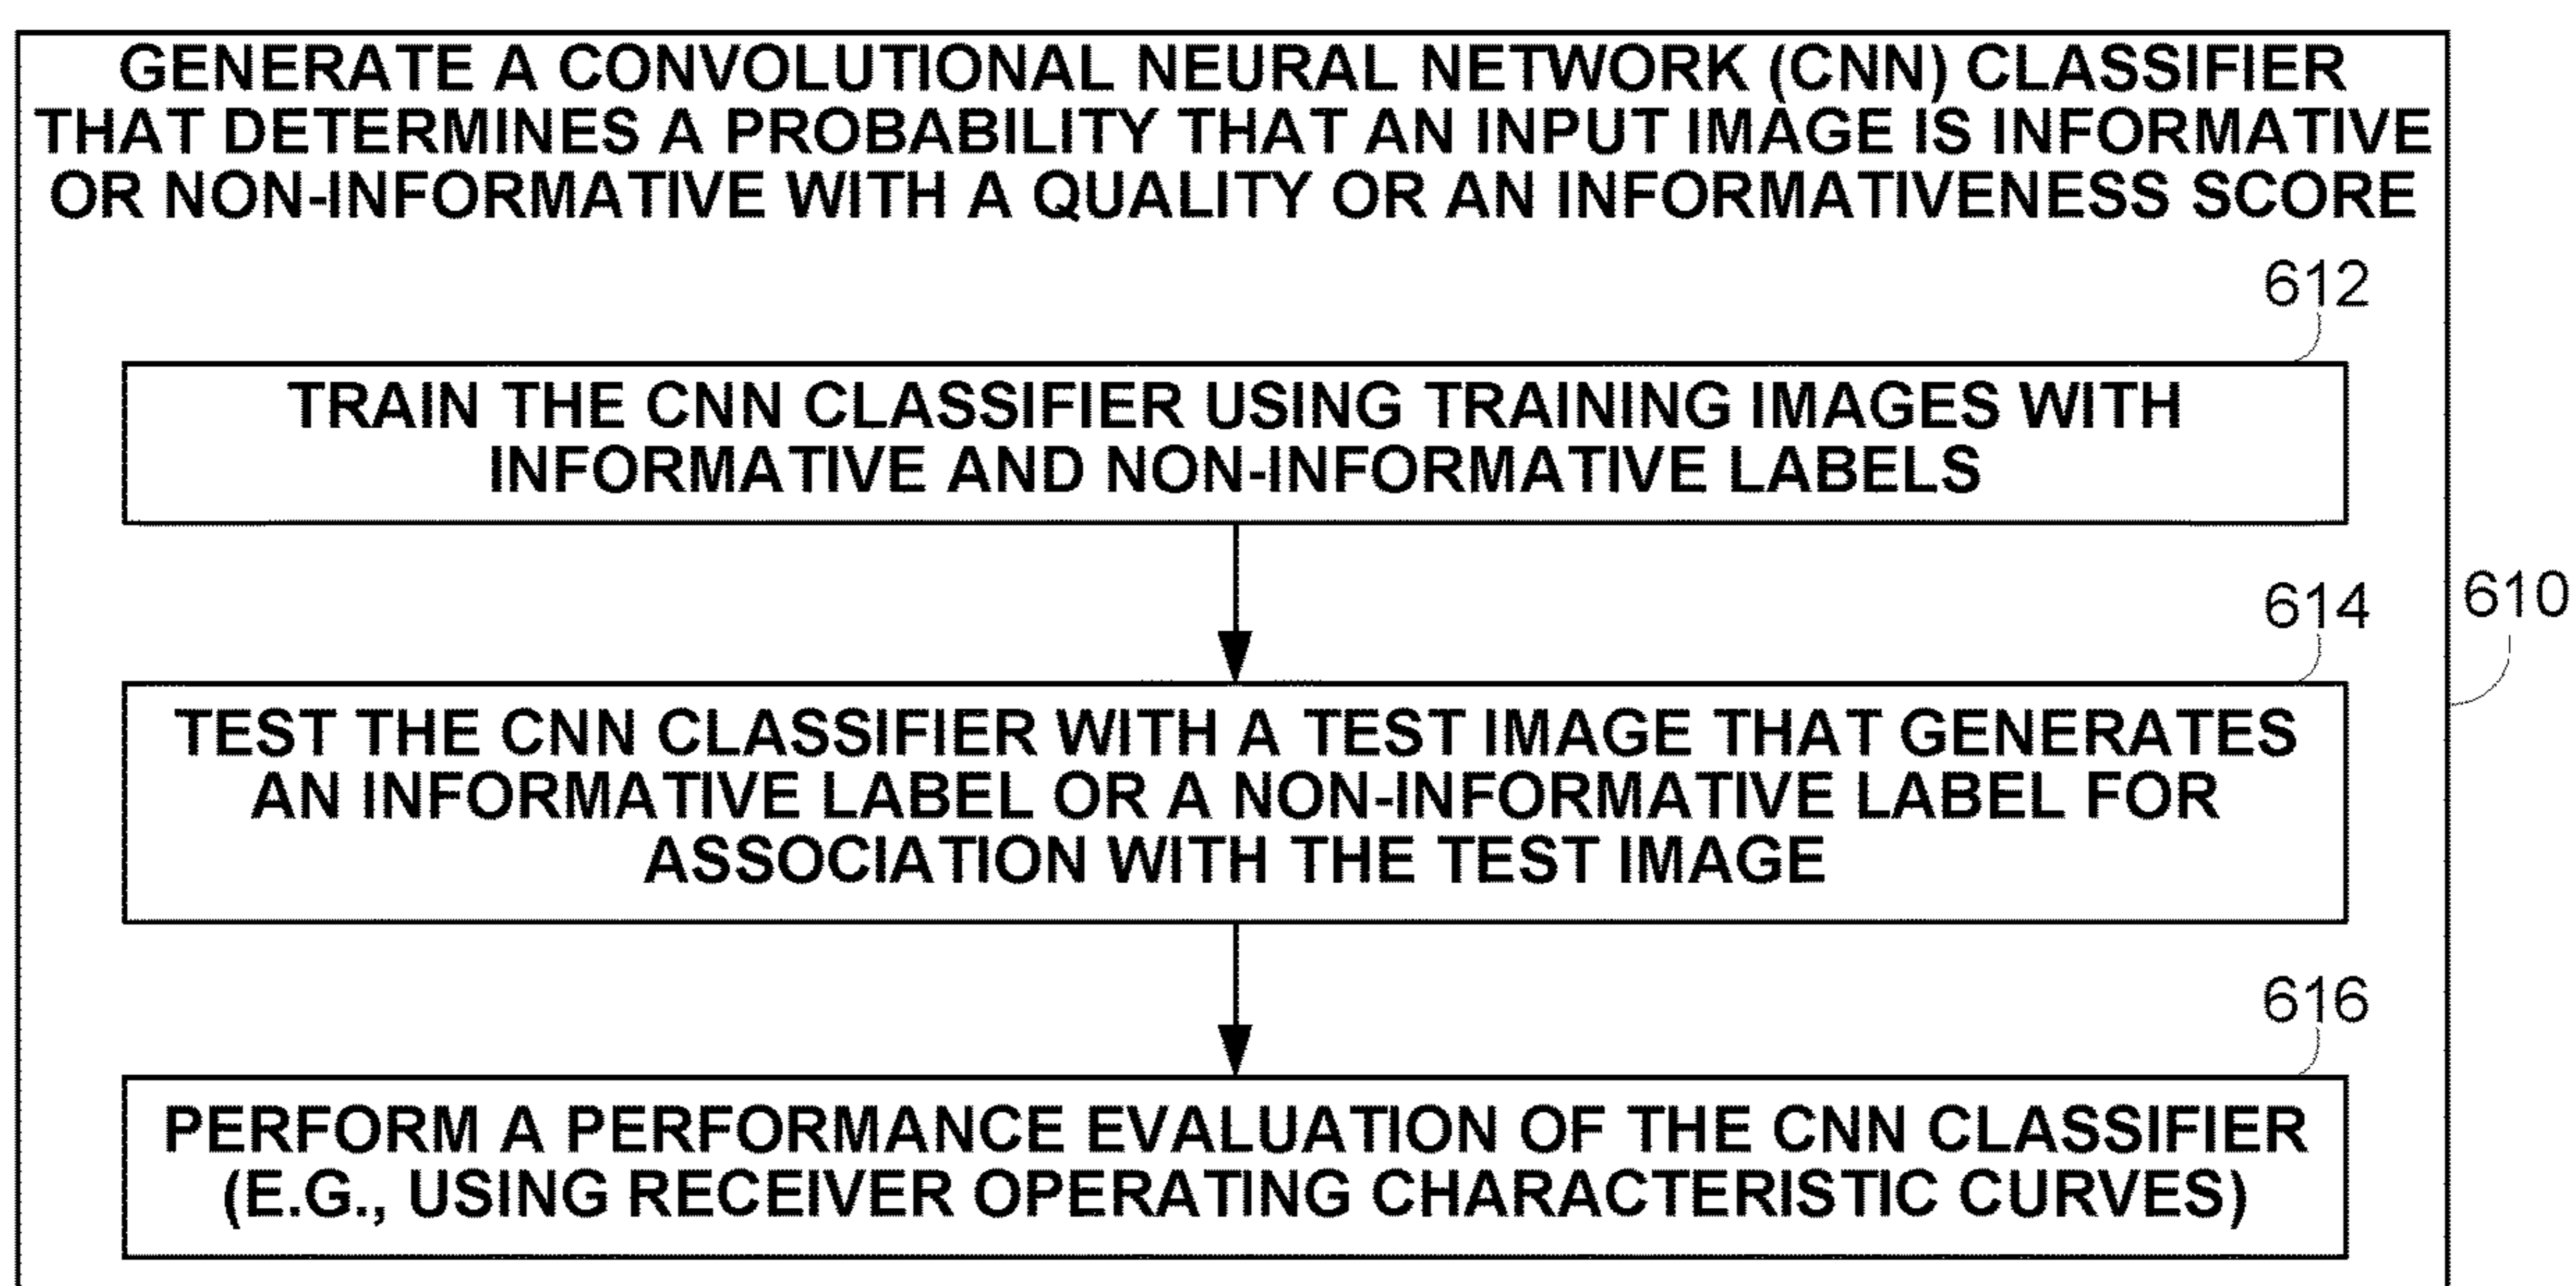 GENERATE A CONVOLUTIONAL NEURAL NETWORK (CNN) CLASSIFIER
THAT DETERMINES A PROBABILITY THAT AN INPUT IMAGE IS INFORMATIVE
OR NON-INFORMATIVE WITH A QUALITY OR AN INFORMATIVENESS SCORE
612
TRAIN THE CNN CLASSIFIER USING TRAINING IMAGES WITH
INFORMATIVE AND NON-INFORMATIVE LABELS
610
614
TEST THE CNN CLASSIFIER WITH A TEST IMAGE THAT GENERATES
AN INFORMATIVE LABEL OR A NON-INFORMATIVE LABEL FOR
ASSOCIATION WITH THE TEST IMAGE
616
PERFORM A PERFORMANCE EVALUATION OF THE CNN CLASSIFIER
(E.G., USING RECEIVER OPERATING CHARACTERISTIC CURVES)